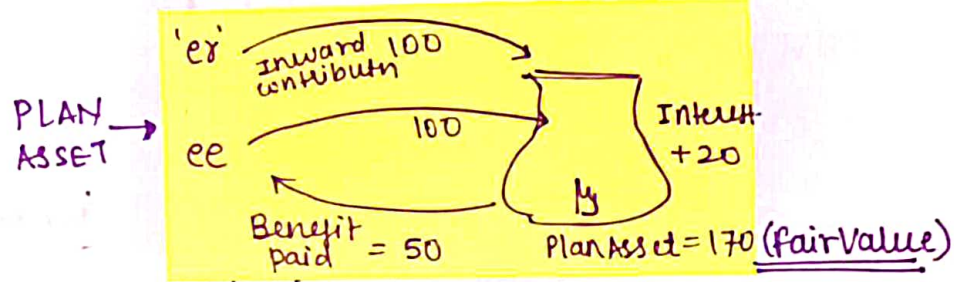 PLAN ASSET →
'er' Inward contributn 100
ee 100
Interest +20
Benefit paid = 50
Plan Asset = 170 (fair Value)